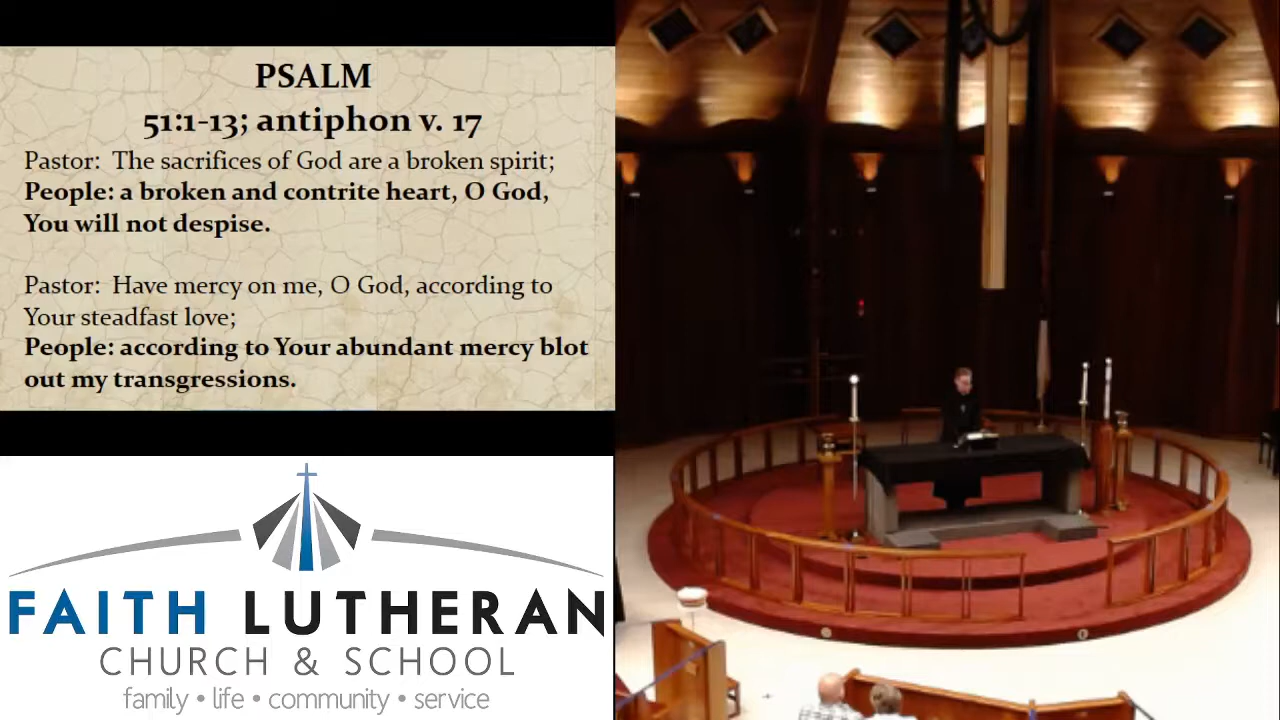 PSALM
51:1-13; antiphon v. 17
Pastor:  The sacrifices of God are a broken spirit;
People: a broken and contrite heart, O God,
You will not despise.
Pastor:  Have mercy on me, O God, according to
Your steadfast love;
People: according to Your abundant mercy blot
out my transgressions.
FAITH LUTHERAN
CHURCH & SCHOOL
family • life • community • service